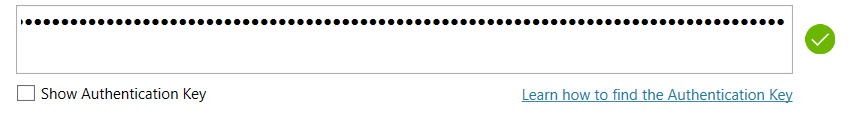 Show Authentication Key
Learn how to find the Authentication Key